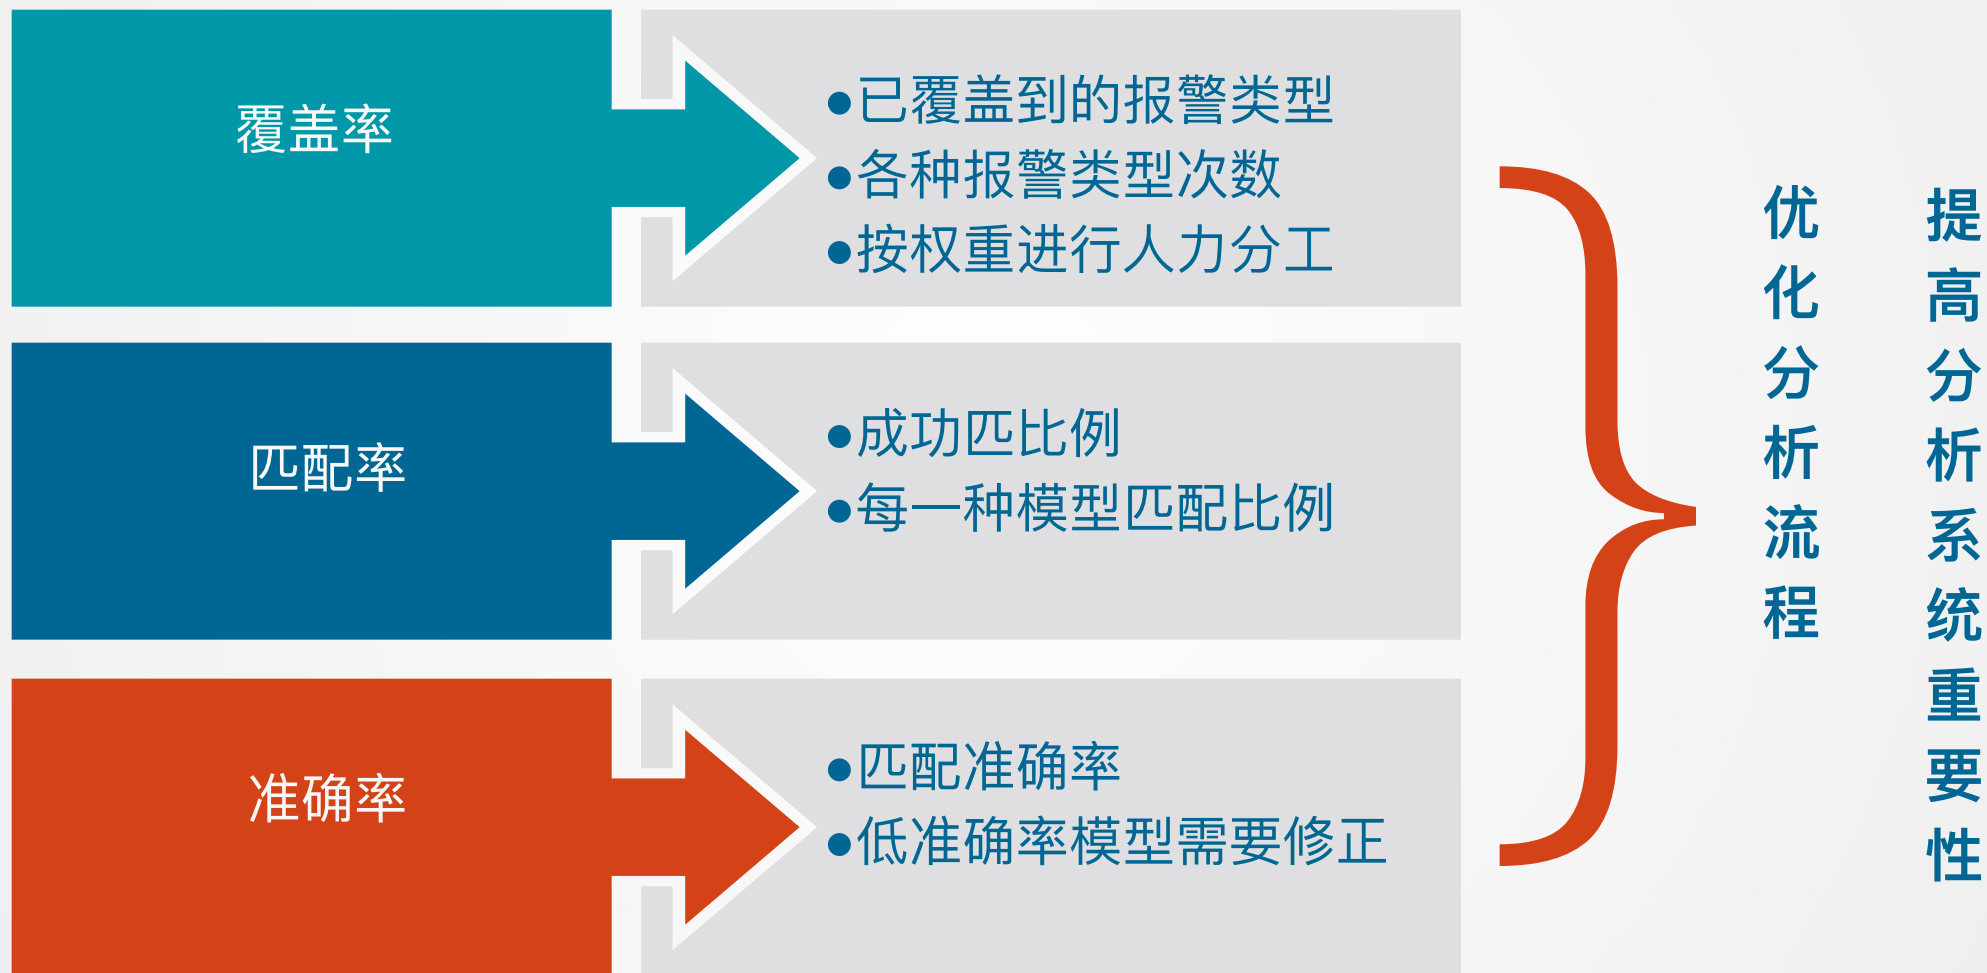 覆盖率
●已覆盖到的报警类型
●各种报警类型次数
●按权重进行人力分工
匹配率
●成功匹比例
●每一种模型匹配比例
准确率
●匹配准确率
●低准确率模型需要修正
优化分析流程
提高分析系统重要性